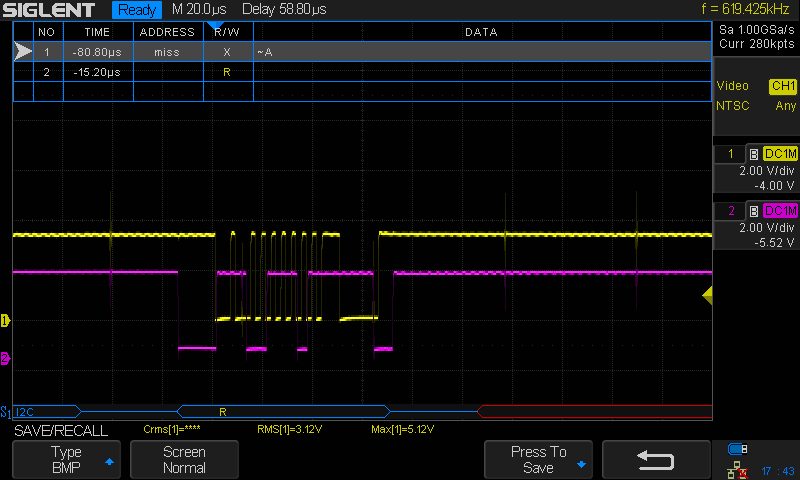 SIGLENT Ready M 20.0µs Delay 58.80µs f = 619.425kHz
Sa 1.00GSa/s
Curr 280kpts
NO TIME ADDRESS R/W DATA
1 -80.80µs miss X ~A
2 -15.20µs R
Video CH1
NTSC Any
1 B DC1M
2.00 V/div
-4.00 V
2 B DC1M
2.00 V/div
-5.52 V
1
2
S1 I2C R
SAVE/RECALL Crms[1]=**** RMS[1]=3.12V Max[1]=5.12V
Type
BMP
Screen
Normal
Press To
Save
17 : 43